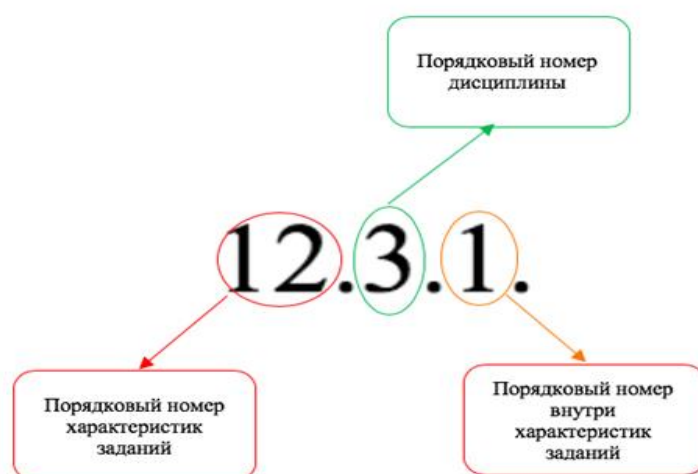 Порядковый номер
дисциплины
12.3.1.
Порядковый номер
характеристик
заданий
Порядковый номер
внутри
характеристик
заданий